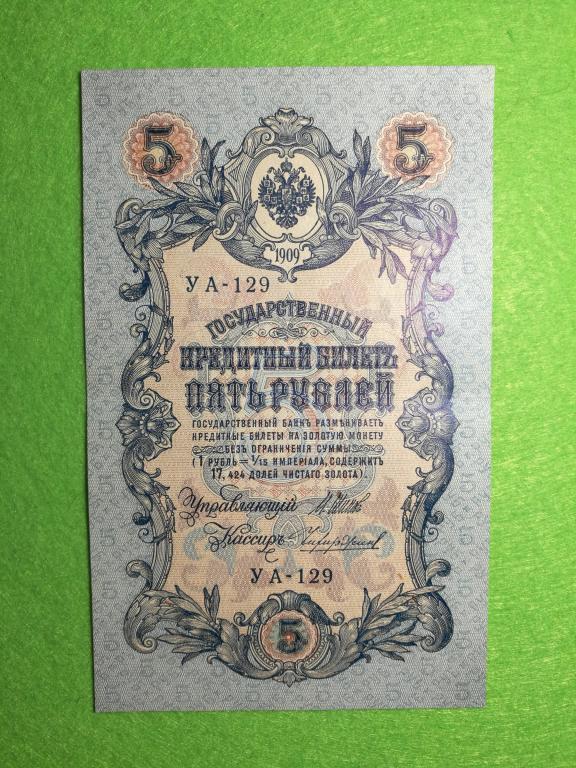 5 5
1909
УА-129
ГОСУДАРСТВЕННЫЙ
КРЕДИТНЫЙ БИЛЕТЪ
ПЯТЬ РУБЛЕЙ
ГОСУДАРСТВЕННЫЙ БАНКЪ РАЗМѢНИВАЕТЪ
КРЕДИТНЫЕ БИЛЕТЫ НА ЗОЛОТУЮ МОНЕТУ
БЕЗЪ ОГРАНИЧЕНІЯ СУММЫ
(1 РУБЛЬ = 1/15 ИМПЕРІАЛА, СОДЕРЖИТЪ
17,424 ДОЛЕЙ ЧИСТАГО ЗОЛОТА).
Управляющій
Кассиръ
УА-129
5